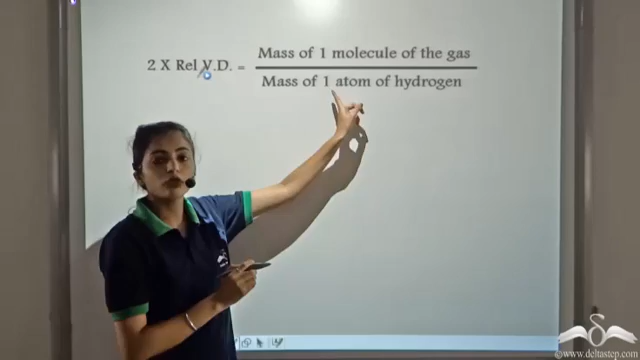 2 X Rel V.D. = Mass of 1 molecule of the gas
Mass of 1 atom of hydrogen
©www.deltastep.com